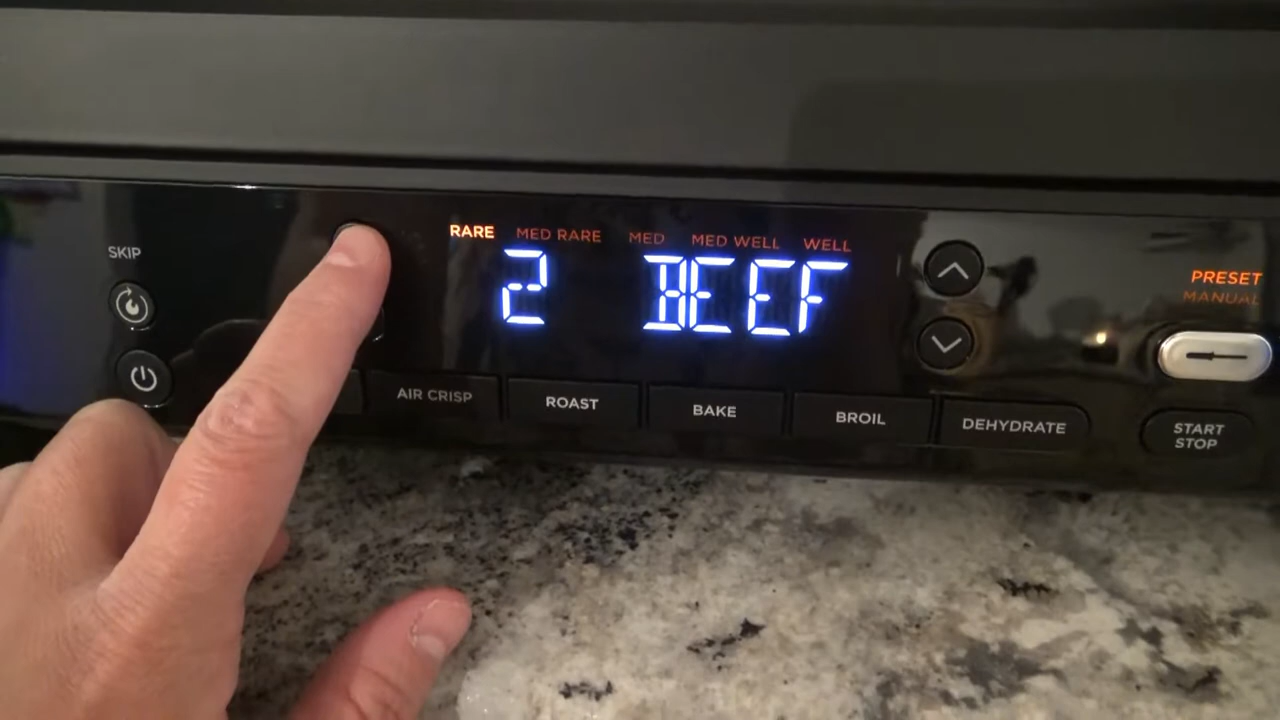 SKIP
RARE MED RARE MED MED WELL WELL
2 BEEF
PRESET
MANUAL
AIR CRISP ROAST BAKE BROIL DEHYDRATE
START
STOP